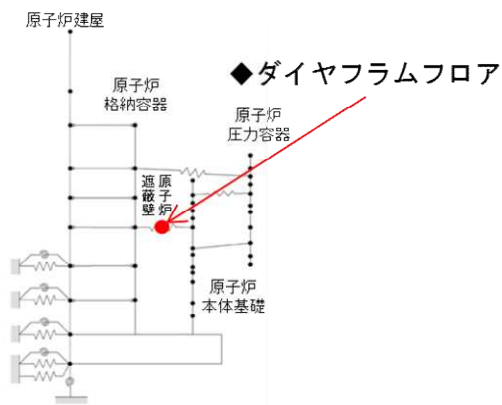 原子炉建屋
◆ダイヤフラムフロア
原子炉
格納容器
原子炉
圧力容器
原子炉
遮蔽壁
原子炉
本体基礎